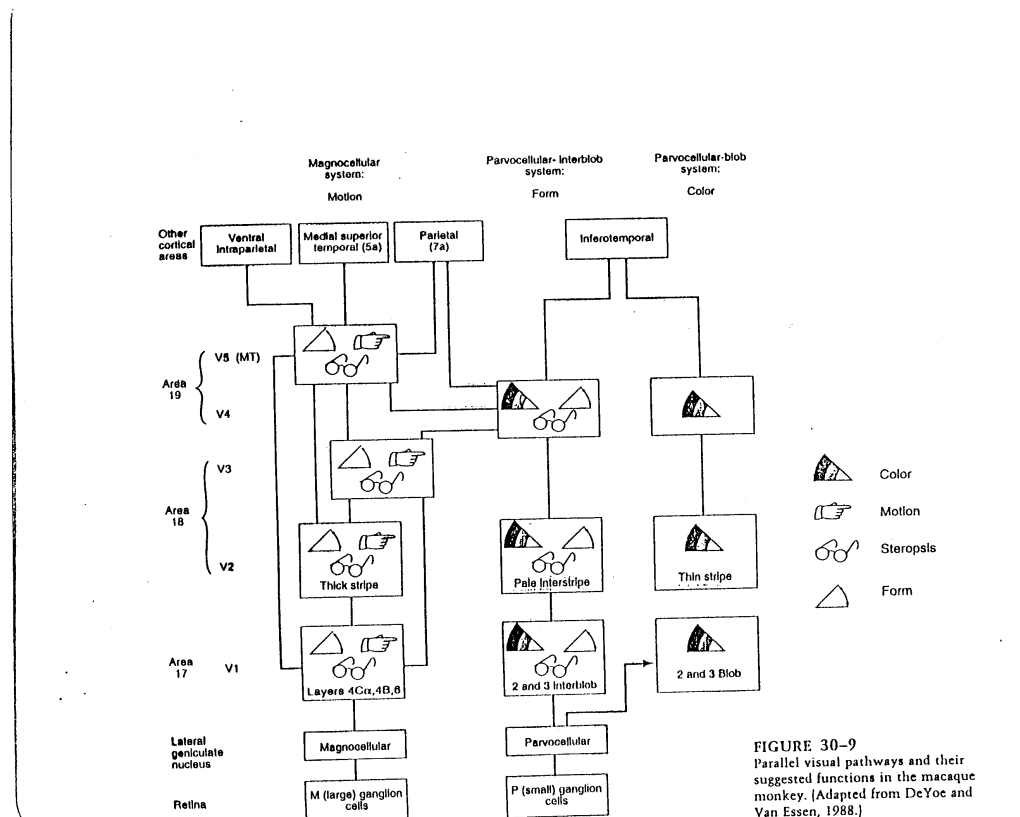 Magnocellular
system:
Motion
Parvocellular- Interblob
system:
Form
Parvocellular-blob
system:
Color
Other
cortical
areas
Ventral
Intraparietal
Medial superior
temporal (5a)
Parietal
(7a)
Inferotemporal
Area
19
V5 (MT)
V4
Area
18
V3
V2
Thick stripe
Pale Interstripe
Thin stripe
Color
Motion
Steropsis
Form
Area
17
V1
Layers 4Cα,4B,6
2 and 3 Interblob
2 and 3 Blob
Lateral
geniculate
nucleus
Magnocellular
Parvocellular
Retina
M (large) ganglion
cells
P (small) ganglion
cells
FIGURE 30–9
Parallel visual pathways and their
suggested functions in the macaque
monkey. (Adapted from DeYoe and
Van Essen, 1988.)